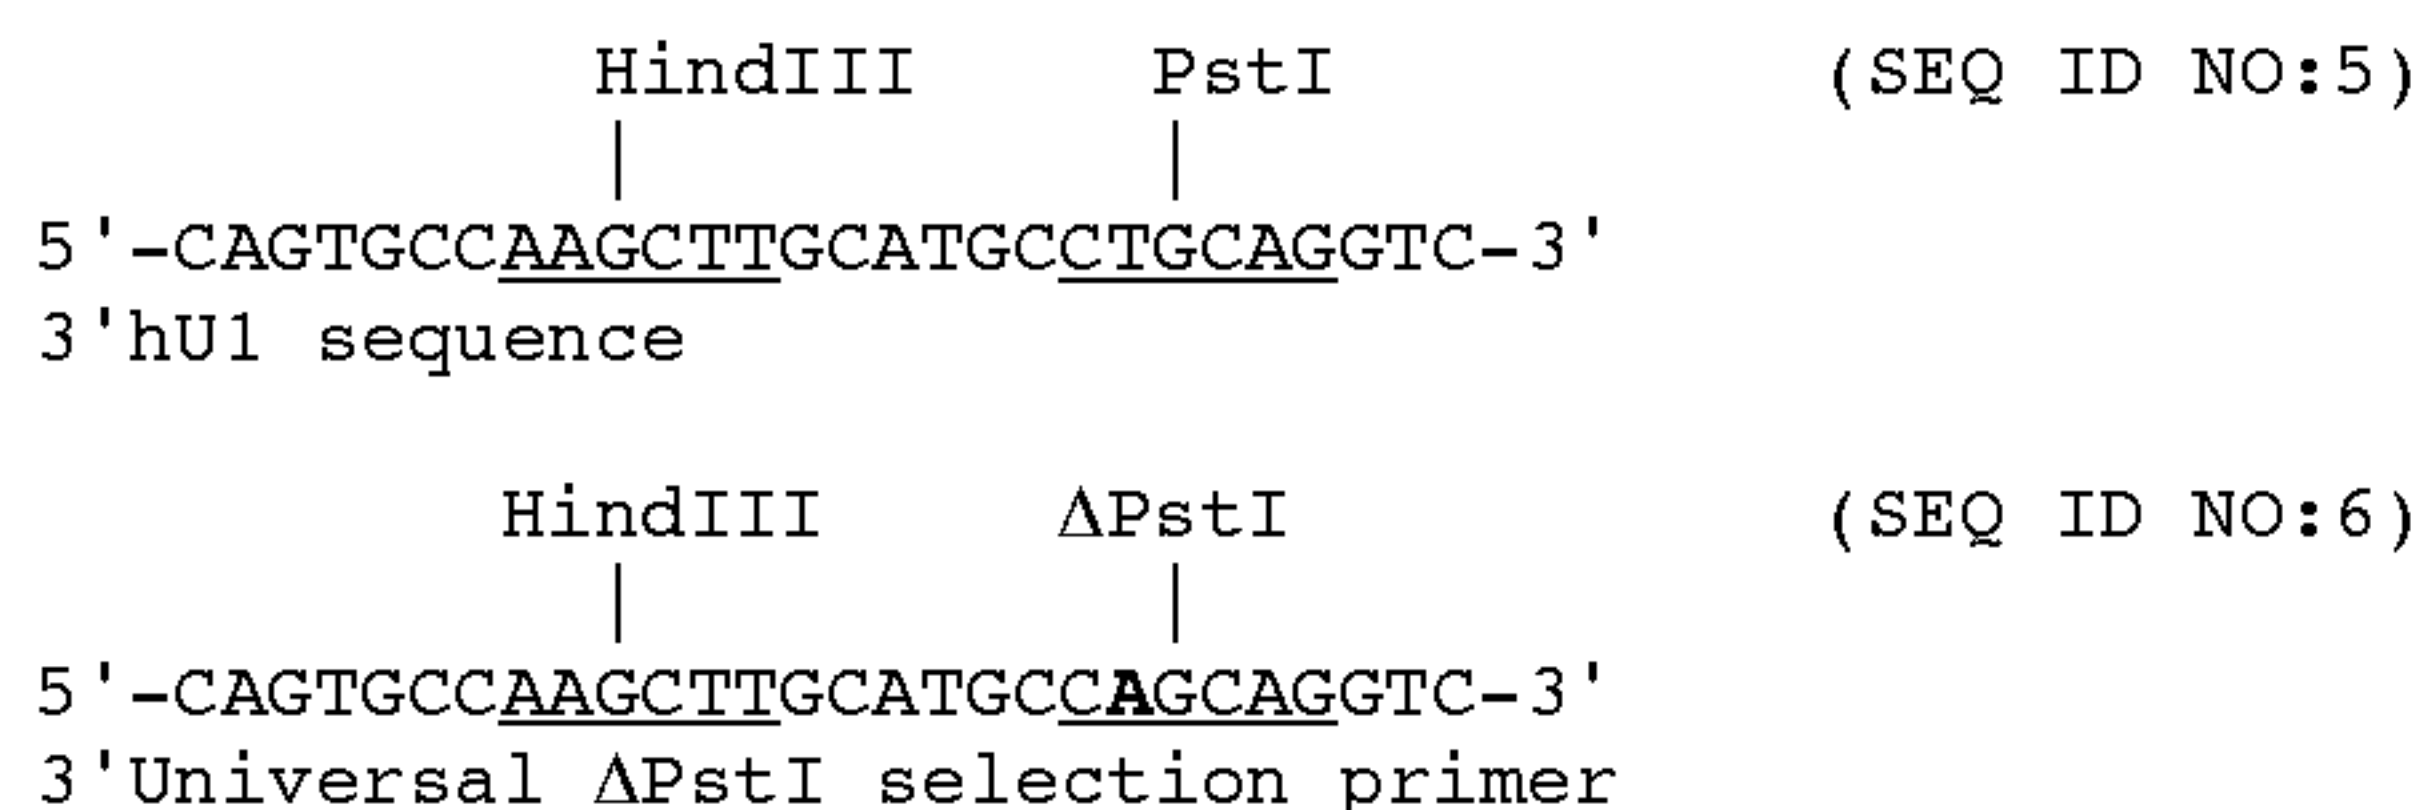 HindIII PstI (SEQ ID NO:5)
5'-CAGTGCCAAGCTTGCATGCCTGCAGGTC-3'
3'hU1 sequence
HindIII ΔPstI (SEQ ID NO:6)
5'-CAGTGCCAAGCTTGCATGCCAGCAGGTC-3'
3'Universal ΔPstI selection primer